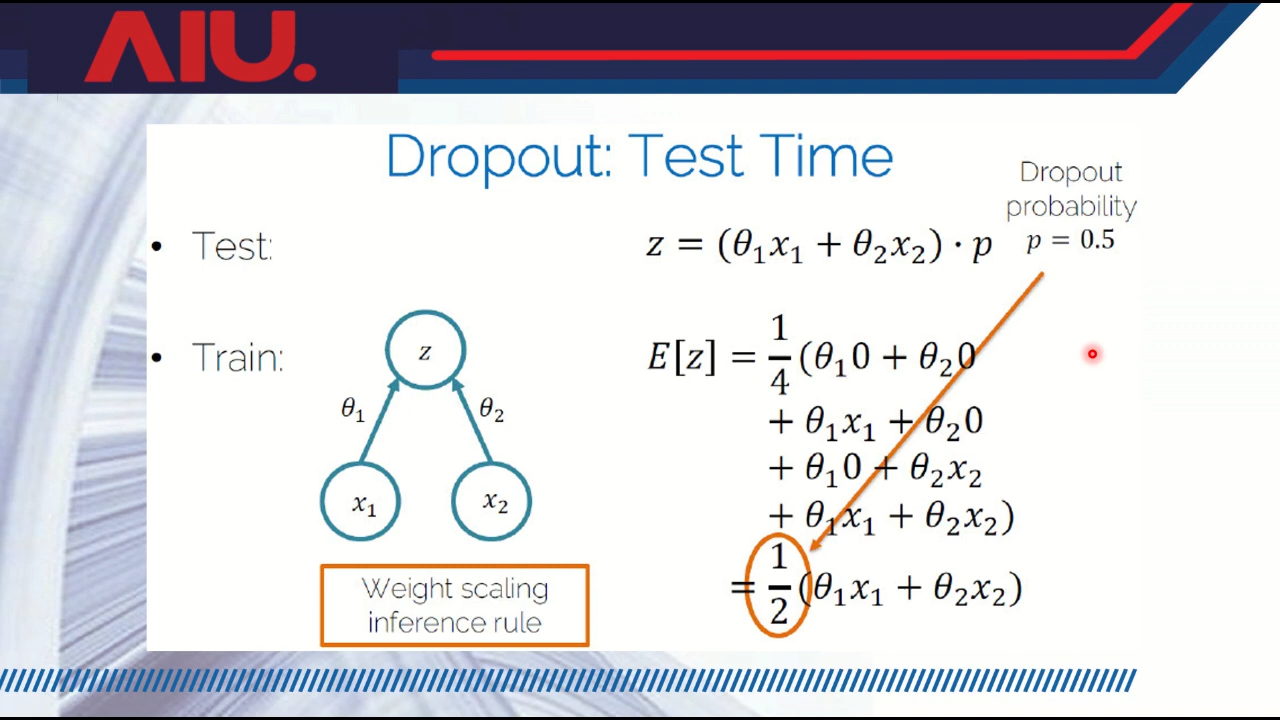 AIU.
Dropout: Test Time
Dropout
probability
p = 0.5
• Test:
z = (θ₁x₁ + θ₂x₂) · p
• Train:
z
θ₁
θ₂
x₁
x₂
E[z] = 1/4 (θ₁0 + θ₂0
+ θ₁x₁ + θ₂0
+ θ₁0 + θ₂x₂
+ θ₁x₁ + θ₂x₂)
= 1/2 (θ₁x₁ + θ₂x₂)
Weight scaling
inference rule